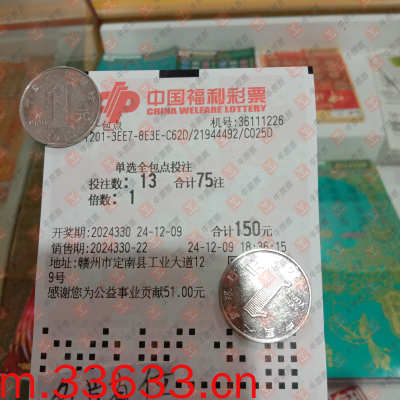 中国福利彩票
CHINA WELFARE LOTTERY
包点
机号:36111226
7201-3EE7-8E3E-C62D/21944492/C025D
单选全包点投注
投注数: 13 合计75注
倍数: 1
开奖期:2024330 24-12-09 合计150元
销售期:2024330-22 24-12-09 18:36:15
地址:赣州市定南县工业大道12
9号
感谢您为公益事业贡献51.00元
m.33633.cn